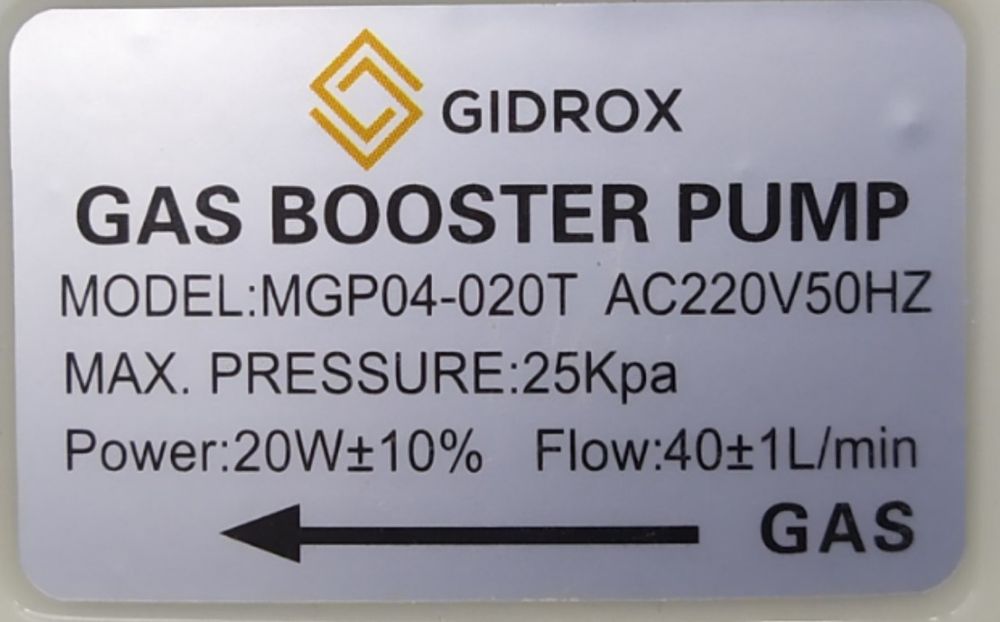 GIDROX
GAS BOOSTER PUMP
MODEL:MGP04-020T AC220V50HZ
MAX. PRESSURE:25Kpa
Power:20W±10% Flow:40±1L/min
GAS